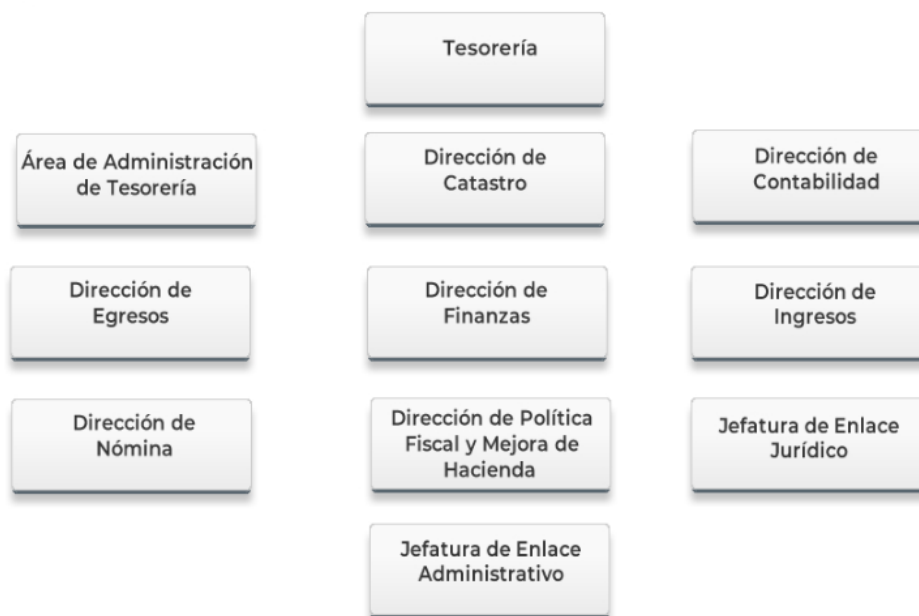 Tesorería
Área de Administración
de Tesorería
Dirección de
Catastro
Dirección de
Contabilidad
Dirección de
Egresos
Dirección de
Finanzas
Dirección de
Ingresos
Dirección de
Nómina
Dirección de Política
Fiscal y Mejora de
Hacienda
Jefatura de Enlace
Jurídico
Jefatura de Enlace
Administrativo